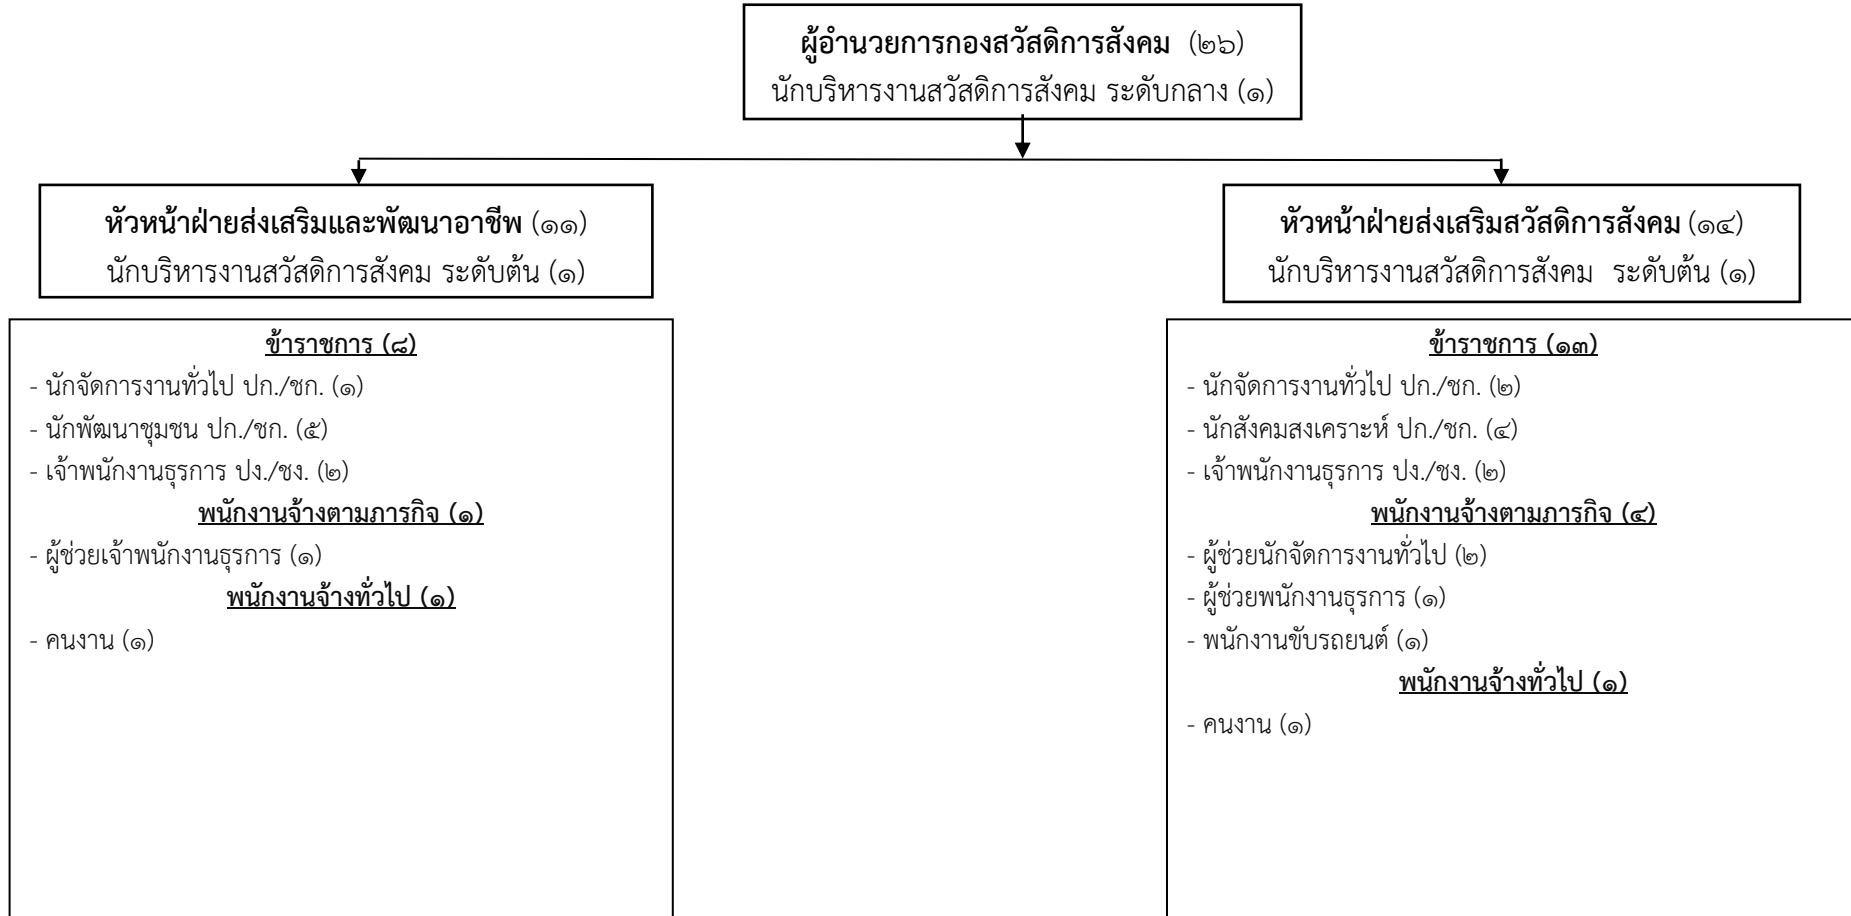 ผู้อำนวยการกองสวัสดิการสังคม (๒๖)
นักบริหารงานสวัสดิการสังคม ระดับกลาง (๑)
หัวหน้าฝ่ายส่งเสริมและพัฒนาอาชีพ (๑๑)
นักบริหารงานสวัสดิการสังคม ระดับต้น (๑)
ข้าราชการ (๘)
- นักจัดการงานทั่วไป ปก./ชก. (๑)
- นักพัฒนาชุมชน ปก./ชก. (๕)
- เจ้าพนักงานธุรการ ปง./ชง. (๒)
พนักงานจ้างตามภารกิจ (๑)
- ผู้ช่วยเจ้าพนักงานธุรการ (๑)
พนักงานจ้างทั่วไป (๑)
- คนงาน (๑)
หัวหน้าฝ่ายส่งเสริมสวัสดิการสังคม (๑๔)
นักบริหารงานสวัสดิการสังคม ระดับต้น (๑)
ข้าราชการ (๑๓)
- นักจัดการงานทั่วไป ปก./ชก. (๒)
- นักสังคมสงเคราะห์ ปก./ชก. (๔)
- เจ้าพนักงานธุรการ ปง./ชง. (๒)
พนักงานจ้างตามภารกิจ (๔)
- ผู้ช่วยนักจัดการงานทั่วไป (๒)
- ผู้ช่วยพนักงานธุรการ (๑)
- พนักงานขับรถยนต์ (๑)
พนักงานจ้างทั่วไป (๑)
- คนงาน (๑)